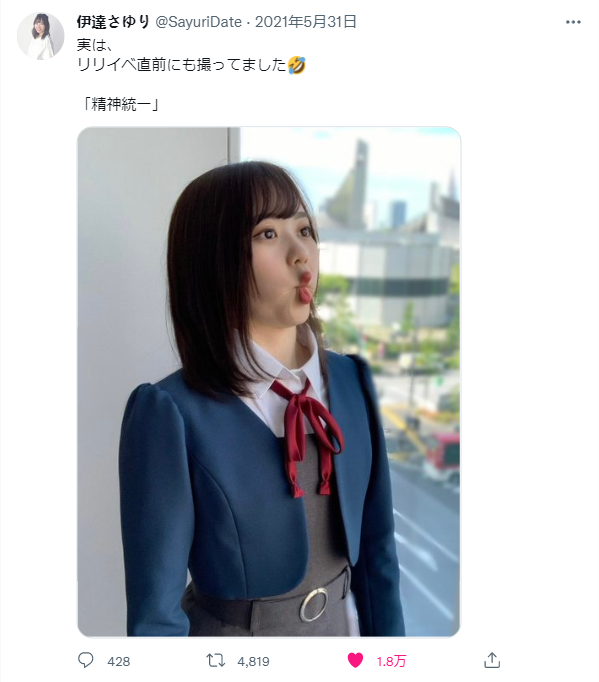 伊達さゆり @SayuriDate · 2021年5月31日
実は、
リリイベ直前にも撮ってました🤣
「精神統一」
428 4,819 1.8万